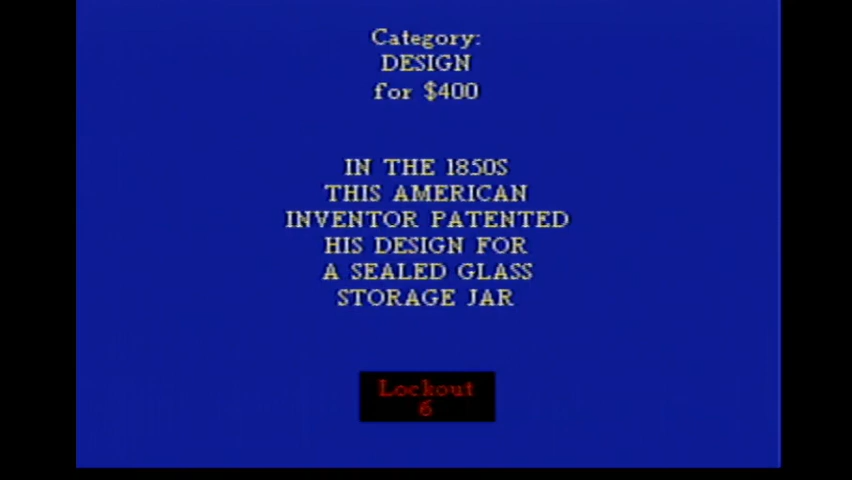 Category:
DESIGN
for $400
IN THE 1850S
THIS AMERICAN
INVENTOR PATENTED
HIS DESIGN FOR
A SEALED GLASS
STORAGE JAR
Lockout
6